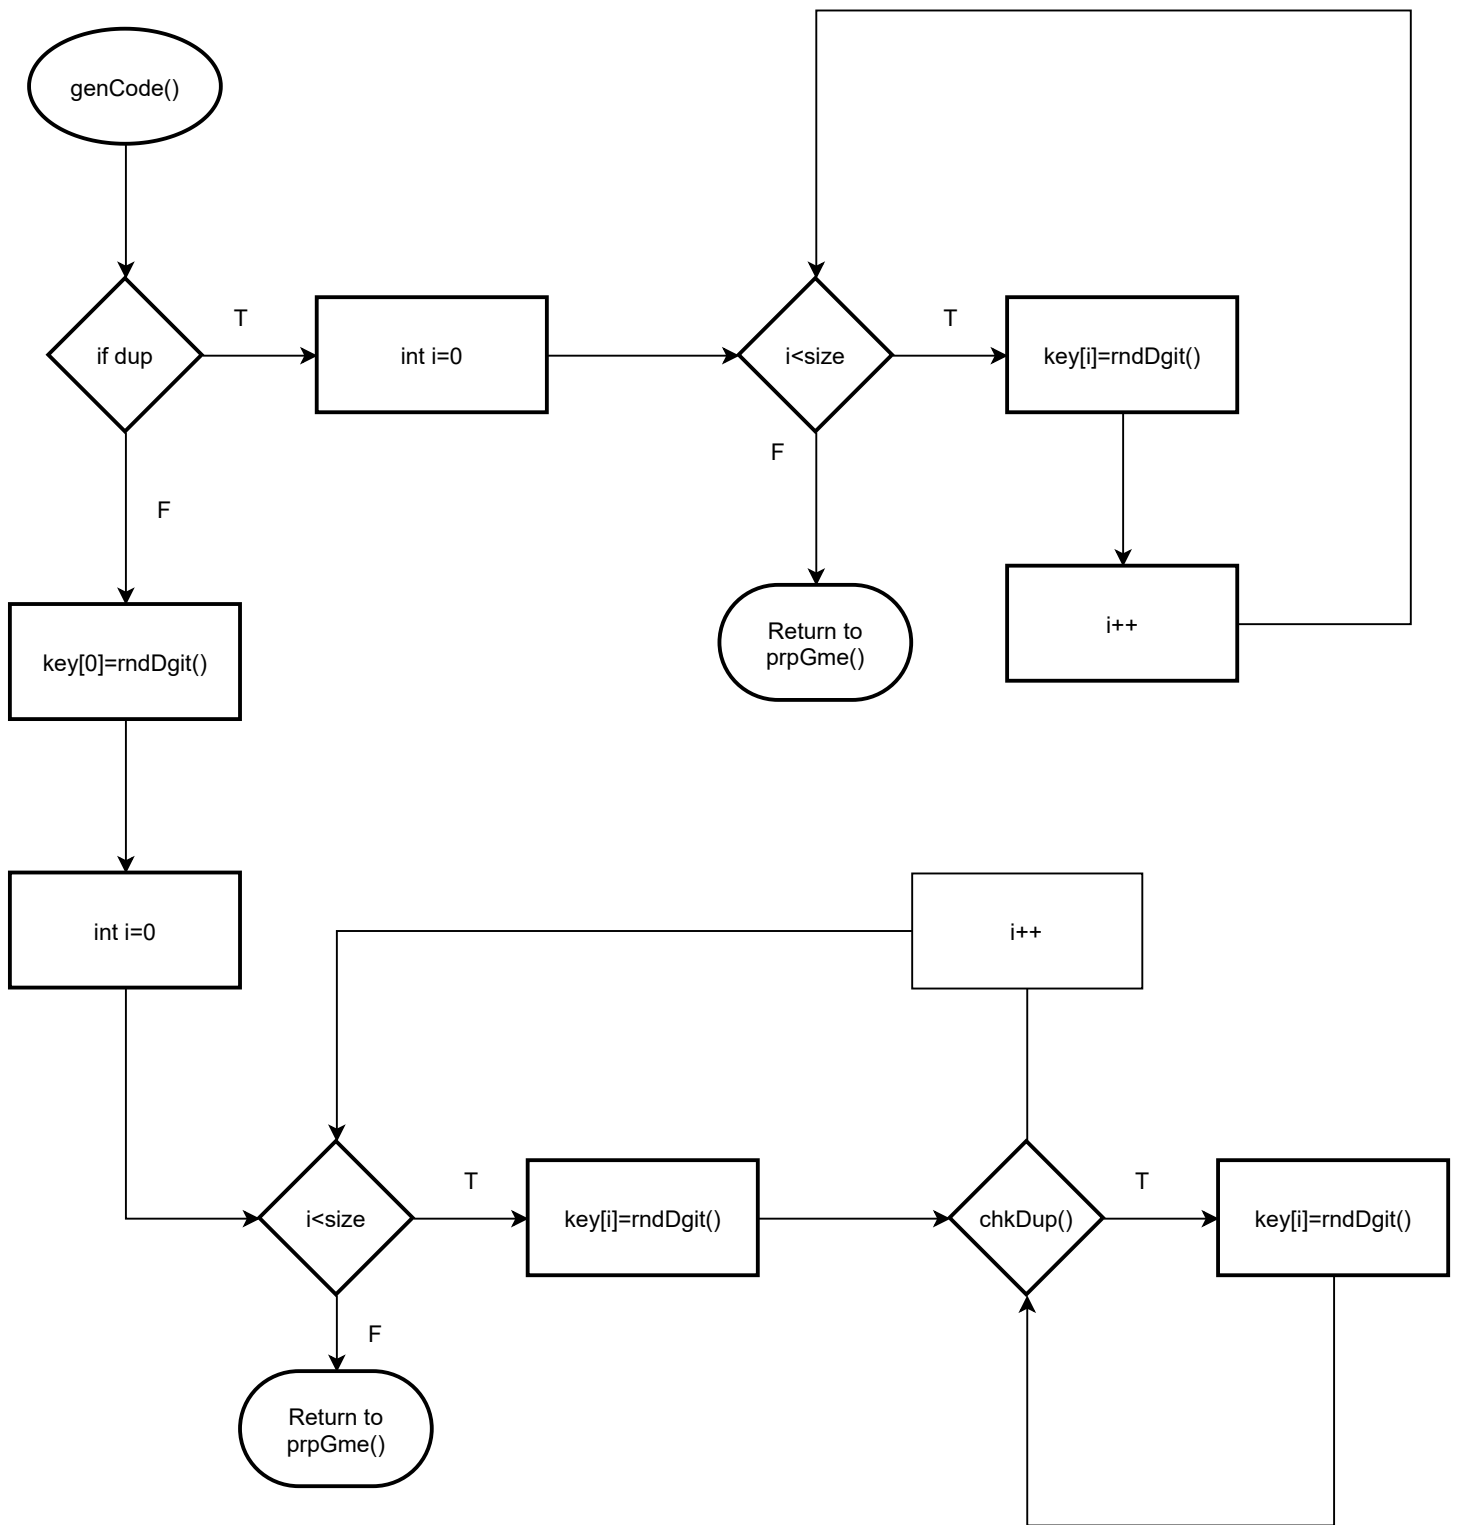 genCode()
if dup
T
int i=0
i<size
T
key[i]=rndDgit()
F
F
Return to
prpGme()
i++
key[0]=rndDgit()
int i=0
i++
i<size
T
key[i]=rndDgit()
chkDup()
T
key[i]=rndDgit()
F
Return to
prpGme()